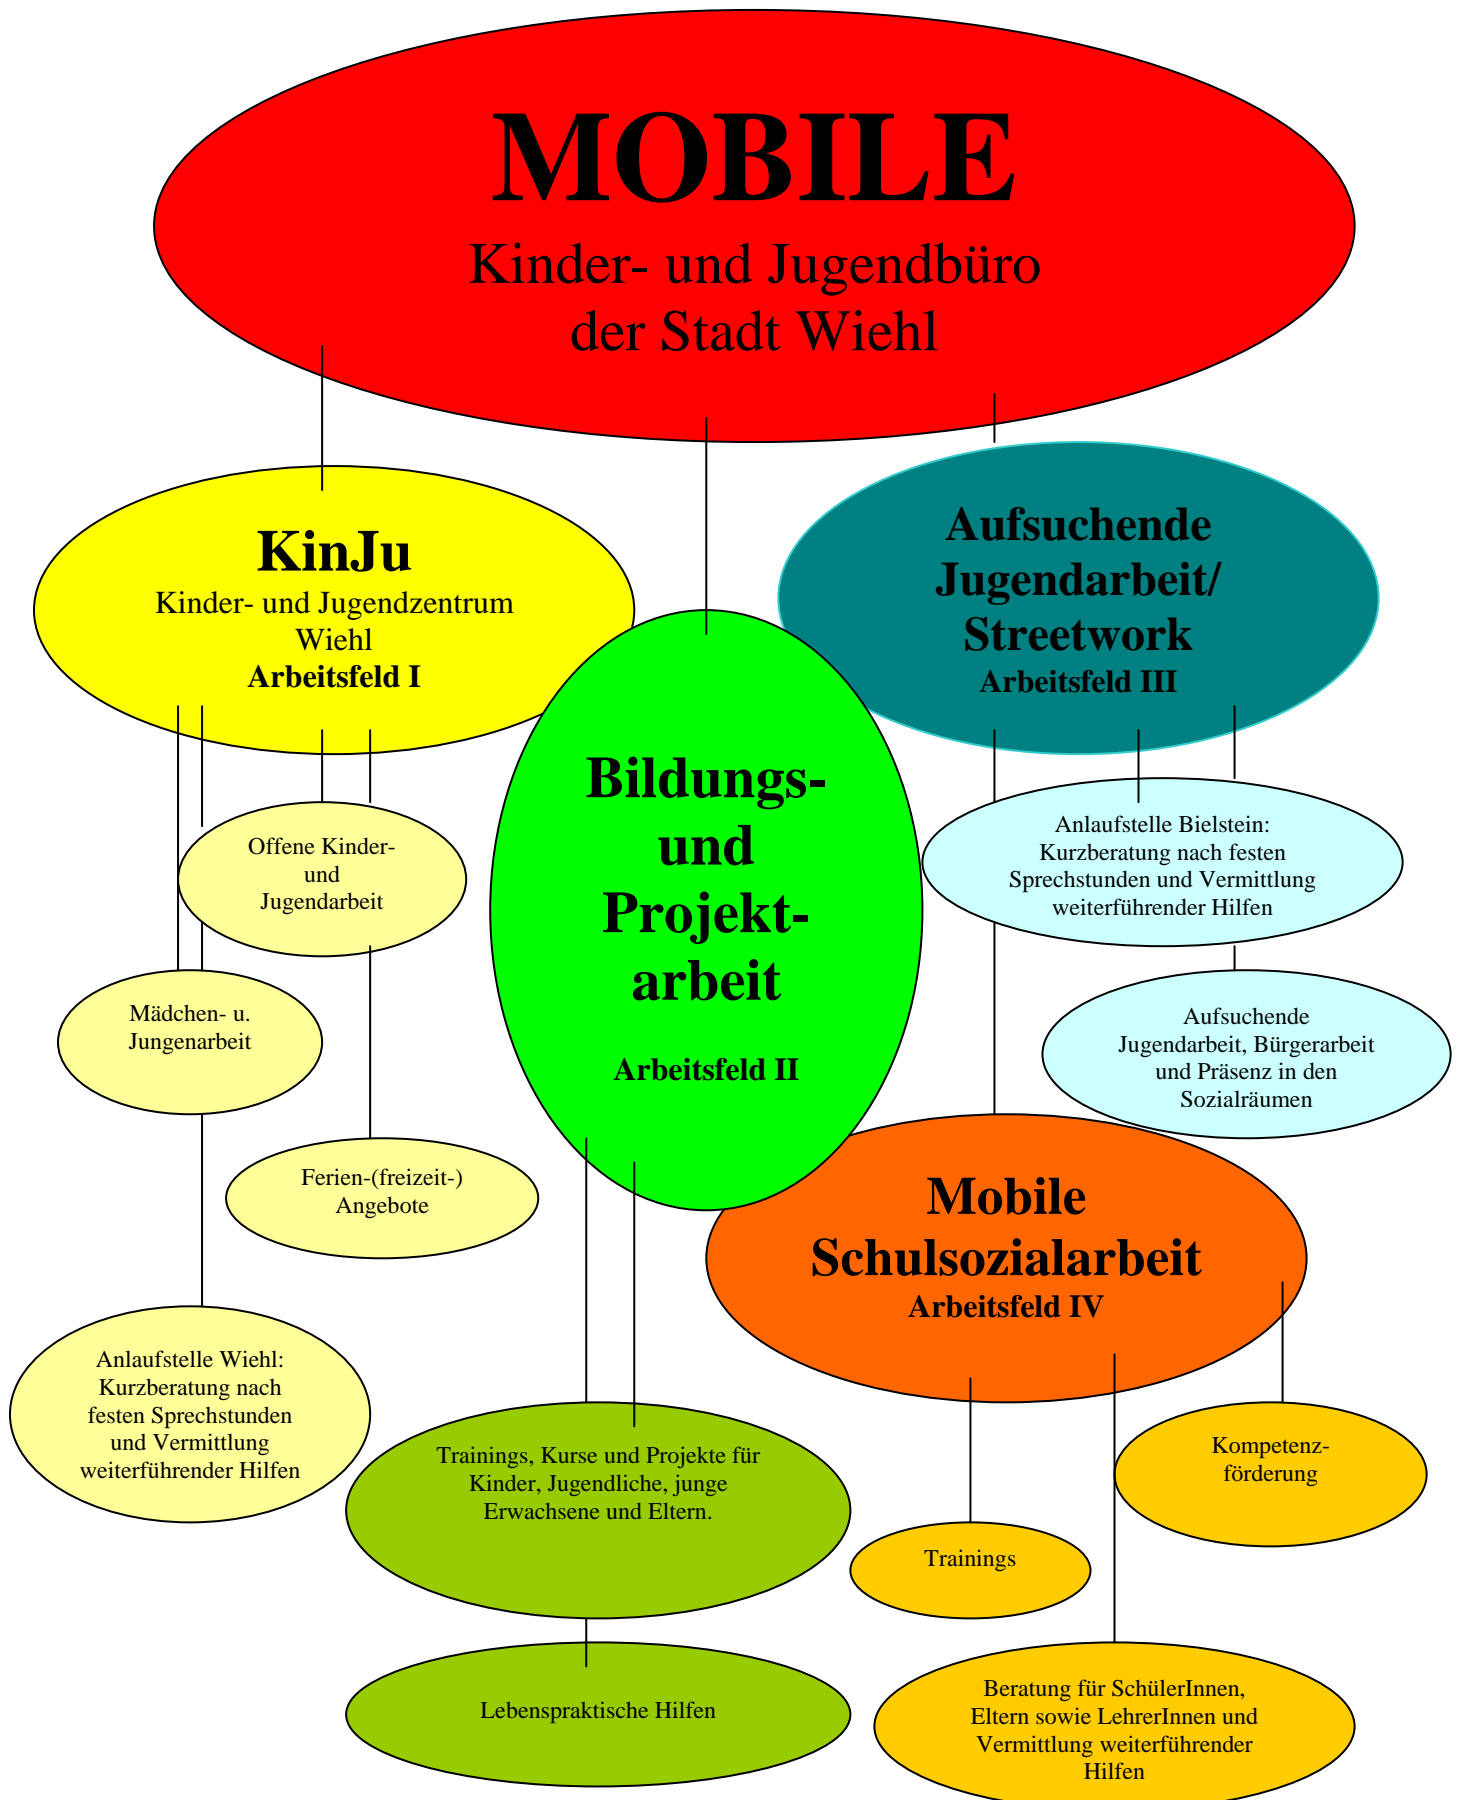 MOBILE
Kinder- und Jugendbüro
der Stadt Wiehl
KinJu
Kinder- und Jugendzentrum
Wiehl
Arbeitsfeld I
Aufsuchende
Jugendarbeit/
Streetwork
Arbeitsfeld III
Bildungs-
und
Projekt-
arbeit
Arbeitsfeld II
Offene Kinder-
und
Jugendarbeit
Anlaufstelle Bielstein:
Kurzberatung nach festen
Sprechstunden und Vermittlung
weiterführender Hilfen
Mädchen- u.
Jungenarbeit
Aufsuchende
Jugendarbeit, Bürgerarbeit
und Präsenz in den
Sozialräumen
Ferien-(freizeit-)
Angebote
Mobile
Schulsozialarbeit
Arbeitsfeld IV
Anlaufstelle Wiehl:
Kurzberatung nach
festen Sprechstunden
und Vermittlung
weiterführender Hilfen
Trainings, Kurse und Projekte für
Kinder, Jugendliche, junge
Erwachsene und Eltern.
Kompetenz-
förderung
Trainings
Lebenspraktische Hilfen
Beratung für SchülerInnen,
Eltern sowie LehrerInnen und
Vermittlung weiterführender
Hilfen